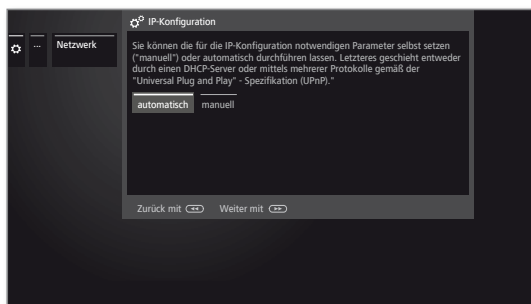 IP-Konfiguration
... Netzwerk
Sie können die für die IP-Konfiguration notwendigen Parameter selbst setzen
("manuell") oder automatisch durchführen lassen. Letzteres geschieht entweder
durch einen DHCP-Server oder mittels mehrerer Protokolle gemäß der
"Universal Plug and Play" - Spezifikation (UPnP)."
automatisch manuell
Zurück mit Weiter mit